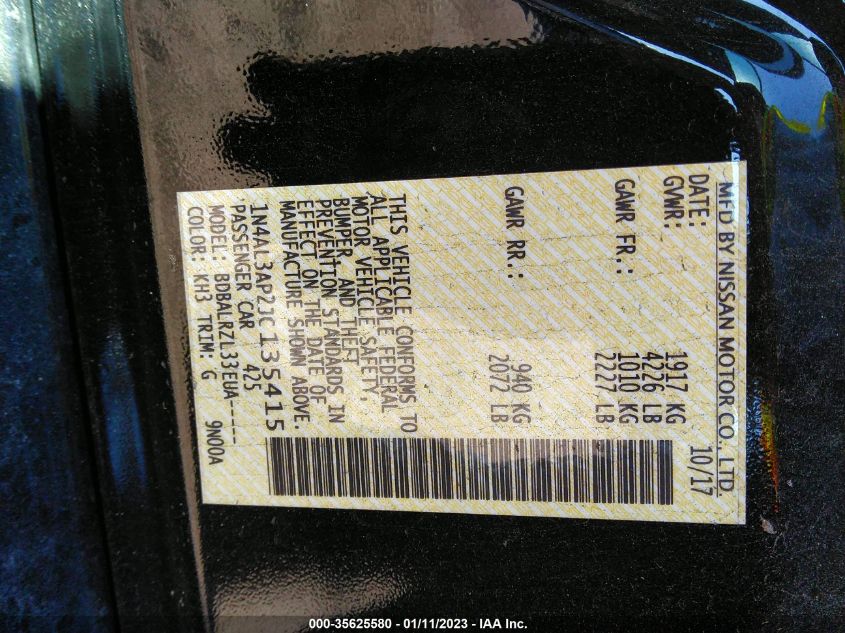 MFD BY NISSAN MOTOR CO., LTD.
DATE: 10/17
GVWR: 1917 KG
4226 LB
GAWR FR.: 1010 KG
2227 LB
GAWR RR.: 940 KG
2072 LB
THIS VEHICLE CONFORMS TO
ALL APPLICABLE FEDERAL
MOTOR VEHICLE SAFETY,
BUMPER, AND THEFT
PREVENTION STANDARDS IN
EFFECT ON THE DATE OF
MANUFACTURE SHOWN ABOVE.
1N4AL3AP2JC135415
PASSENGER CAR 425
MODEL: BDBALRZL33EUA-----
COLOR: KH3 TRIM: G 9N00A
000-35625580 - 01/11/2023 - IAA Inc.